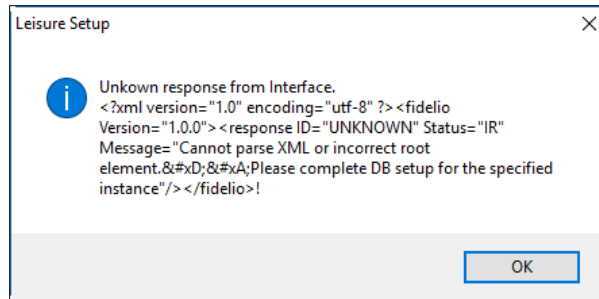 Leisure Setup
Unkown response from Interface.
<?xml version="1.0" encoding="utf-8" ?><fidelio
Version="1.0.0"><response ID="UNKNOWN" Status="IR"
Message="Cannot parse XML or incorrect root
element.&#xD;&#xA;Please complete DB setup for the specified
instance"/></fidelio>!
OK